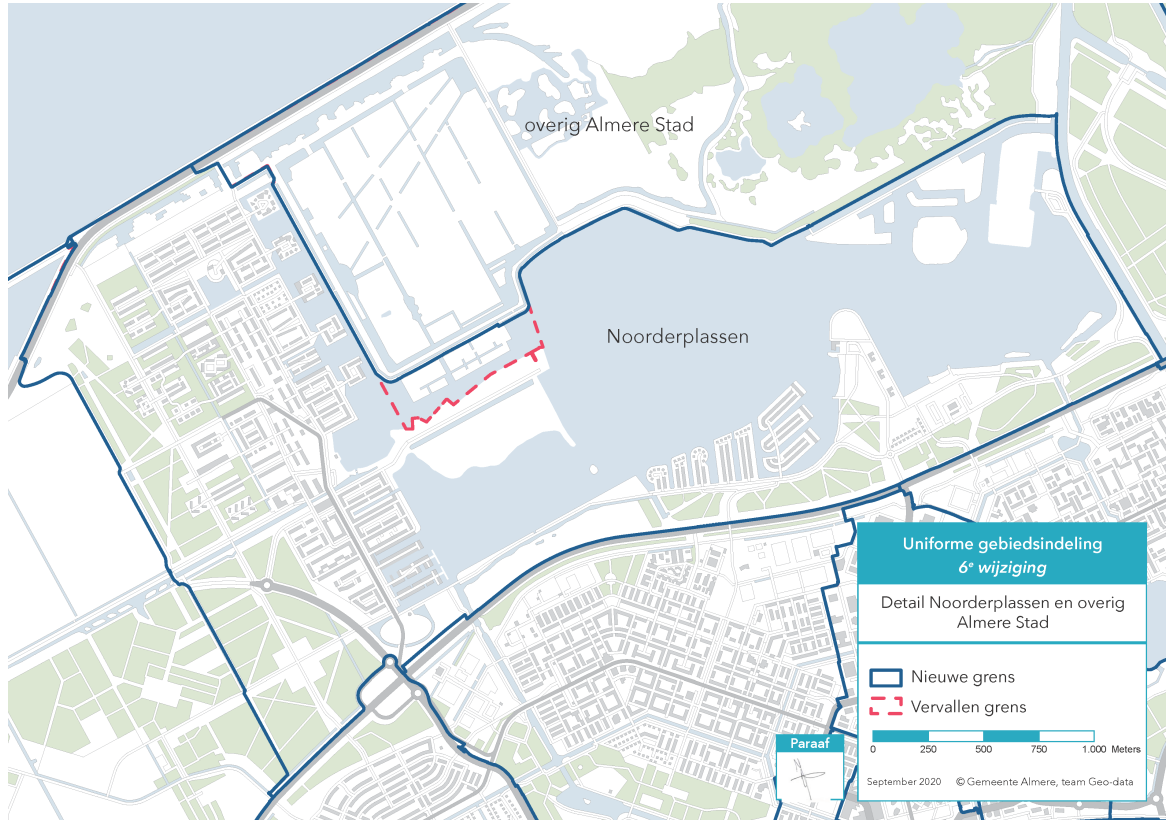 overig Almere Stad
Noorderplassen
Uniforme gebiedsindeling
6e wijziging
Detail Noorderplassen en overig
Almere Stad
Nieuwe grens
Vervallen grens
Paraaf
0 250 500 750 1.000 Meters
September 2020 © Gemeente Almere, team Geo-data